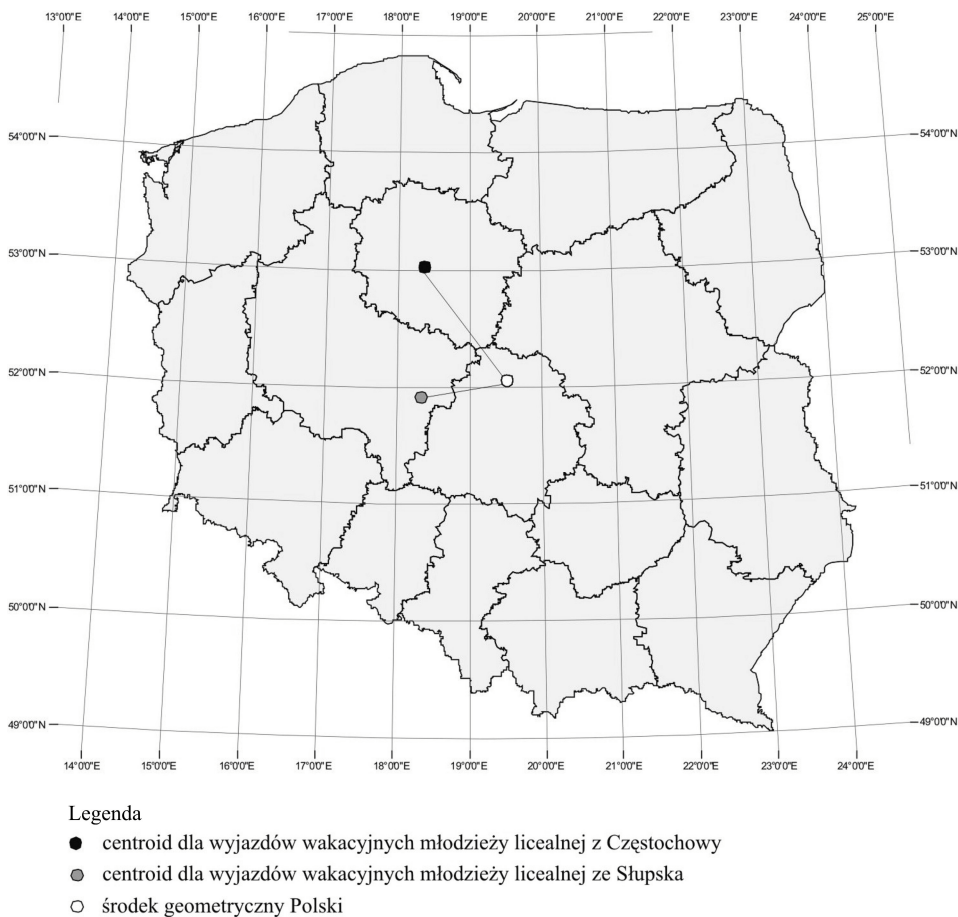 13°0'0"E 14°0'0"E 15°0'0"E 16°0'0"E 17°0'0"E 18°0'0"E 19°0'0"E 20°0'0"E 21°0'0"E 22°0'0"E 23°0'0"E 24°0'0"E 25°0'0"E
54°0'0"N 54°0'0"N
53°0'0"N 53°0'0"N
52°0'0"N 52°0'0"N
51°0'0"N 51°0'0"N
50°0'0"N 50°0'0"N
49°0'0"N 49°0'0"N
14°0'0"E 15°0'0"E 16°0'0"E 17°0'0"E 18°0'0"E 19°0'0"E 20°0'0"E 21°0'0"E 22°0'0"E 23°0'0"E 24°0'0"E
Legenda
centroid dla wyjazdów wakacyjnych młodzieży licealnej z Częstochowy
centroid dla wyjazdów wakacyjnych młodzieży licealnej ze Słupska
środek geometryczny Polski